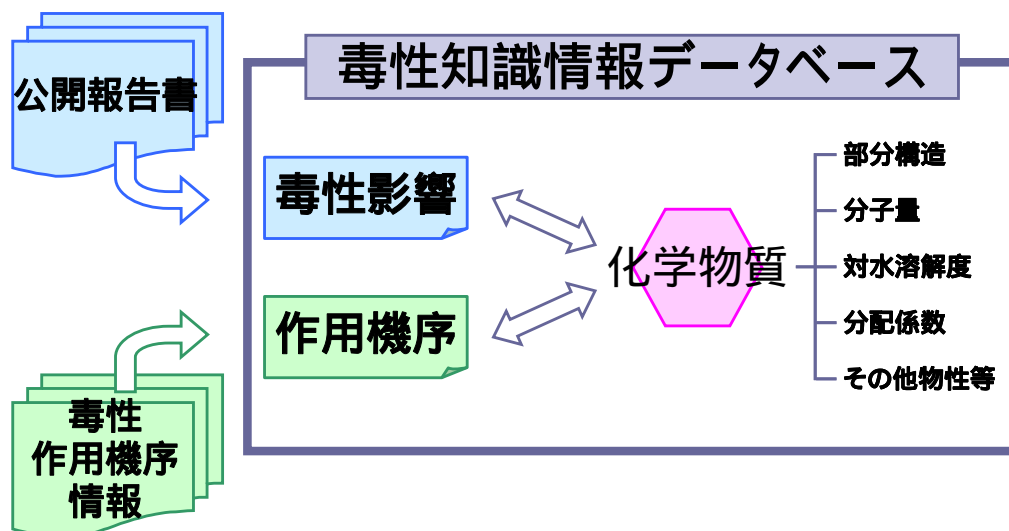 公開報告書
毒性知識情報データベース
毒性影響
作用機序
化学物質
部分構造
分子量
対水溶解度
分配係数
その他物性等
毒性
作用機序
情報